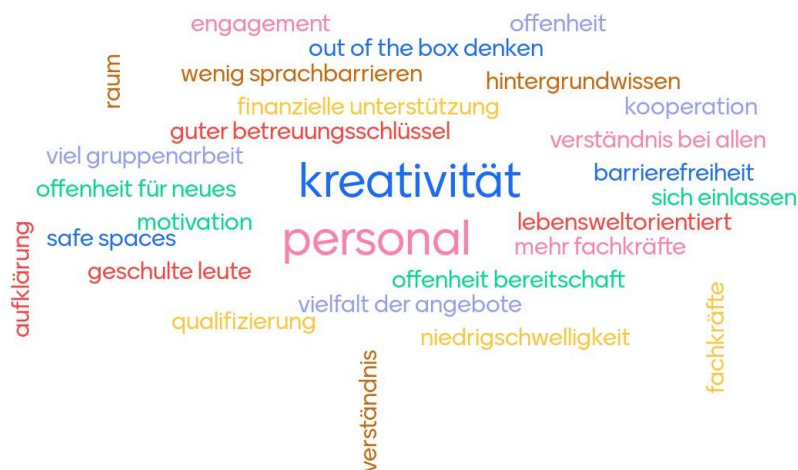 engagement
offenheit
out of the box denken
raum
wenig sprachbarrieren
hintergrundwissen
finanzielle unterstützung
kooperation
guter betreuungsschlüssel
verständnis bei allen
viel gruppenarbeit
kreativität
barrierefreiheit
offenheit für neues
sich einlassen
motivation
lebensweltorientiert
safe spaces
personal
mehr fachkräfte
aufklärung
geschulte leute
offenheit bereitschaft
vielfalt der angebote
qualifizierung
niedrigschwelligkeit
fachkräfte
verständnis